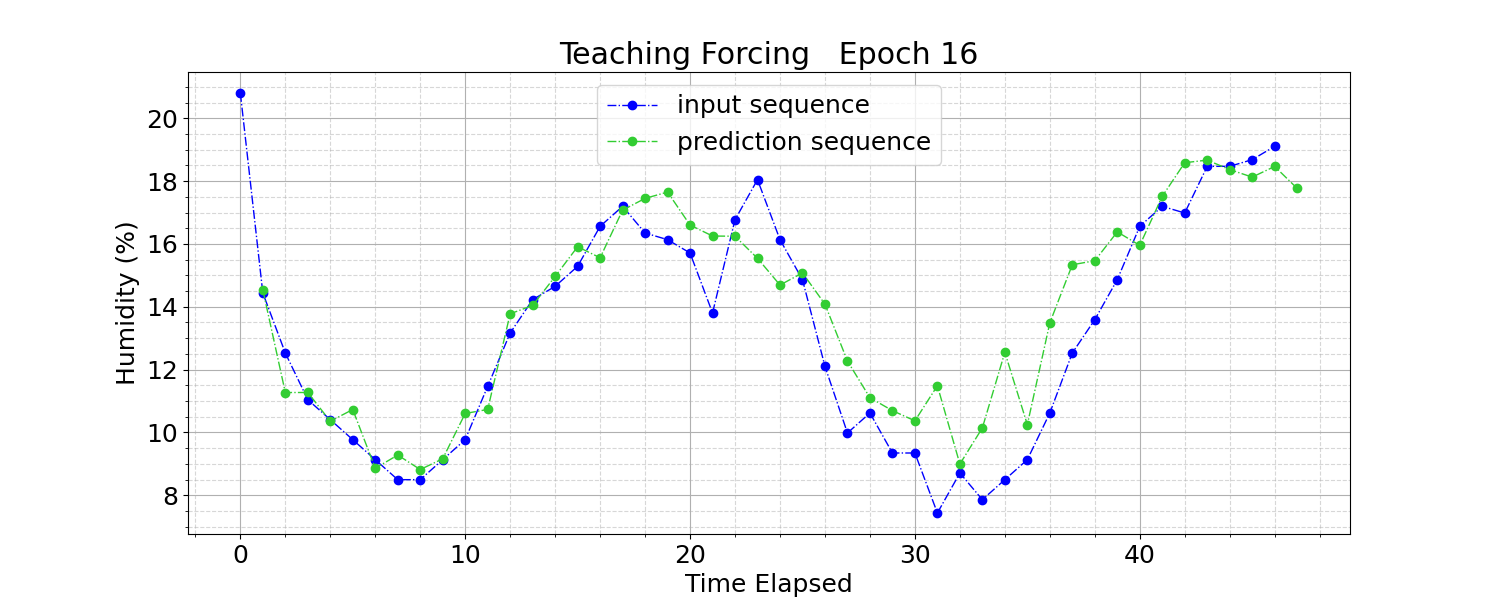 Teaching Forcing   Epoch 16
input sequence
prediction sequence
Humidity (%)
20
18
16
14
12
10
8
0 10 20 30 40
Time Elapsed